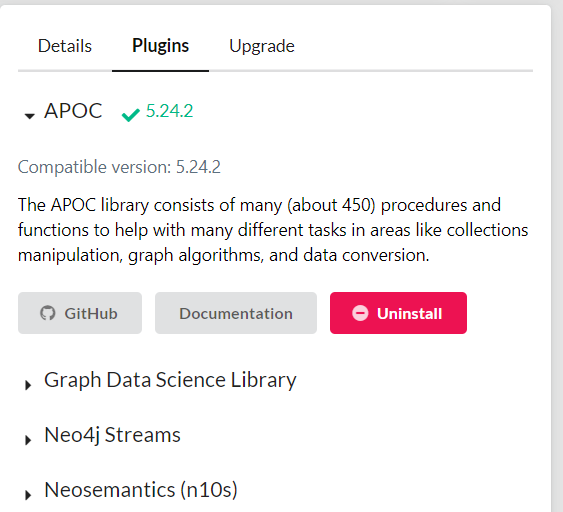 Details Plugins Upgrade
APOC 5.24.2
Compatible version: 5.24.2
The APOC library consists of many (about 450) procedures and
functions to help with many different tasks in areas like collections
manipulation, graph algorithms, and data conversion.
GitHub Documentation Uninstall
Graph Data Science Library
Neo4j Streams
Neosemantics (n10s)